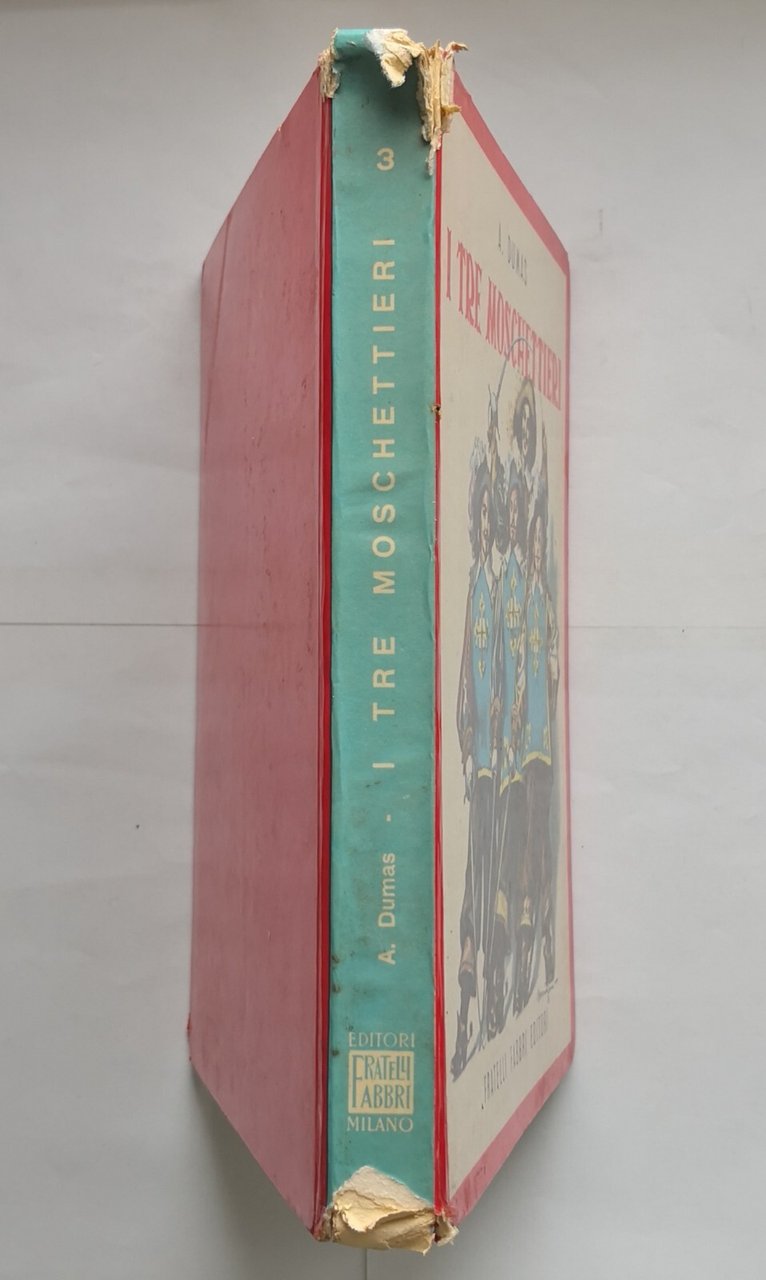 3
A. Dumas - I TRE MOSCHETTIERI
EDITORI
FRATELLI
FABBRI
MILANO
A. DUMAS
I TRE MOSCHETTIERI
FRATELLI FABBRI EDITORI